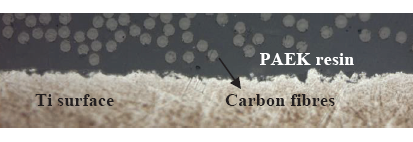 PAEK resin
Ti surface
Carbon fibres